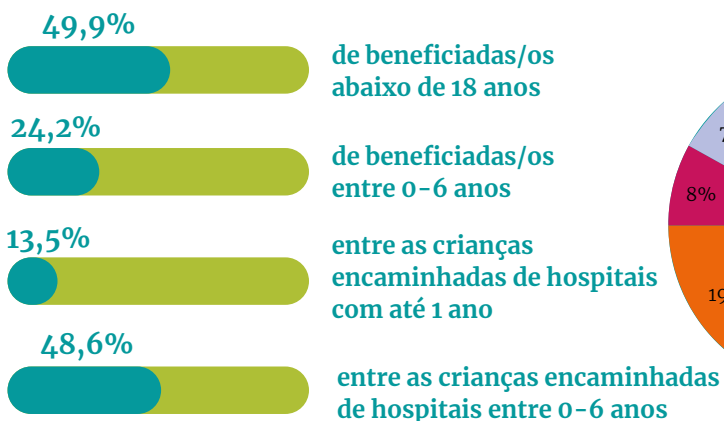 49,9%
de beneficiadas/os
abaixo de 18 anos
24,2%
de beneficiadas/os
entre 0-6 anos
13,5%
entre as crianças
encaminhadas de hospitais
com até 1 ano
48,6%
entre as crianças encaminhadas
de hospitais entre 0-6 anos
8%